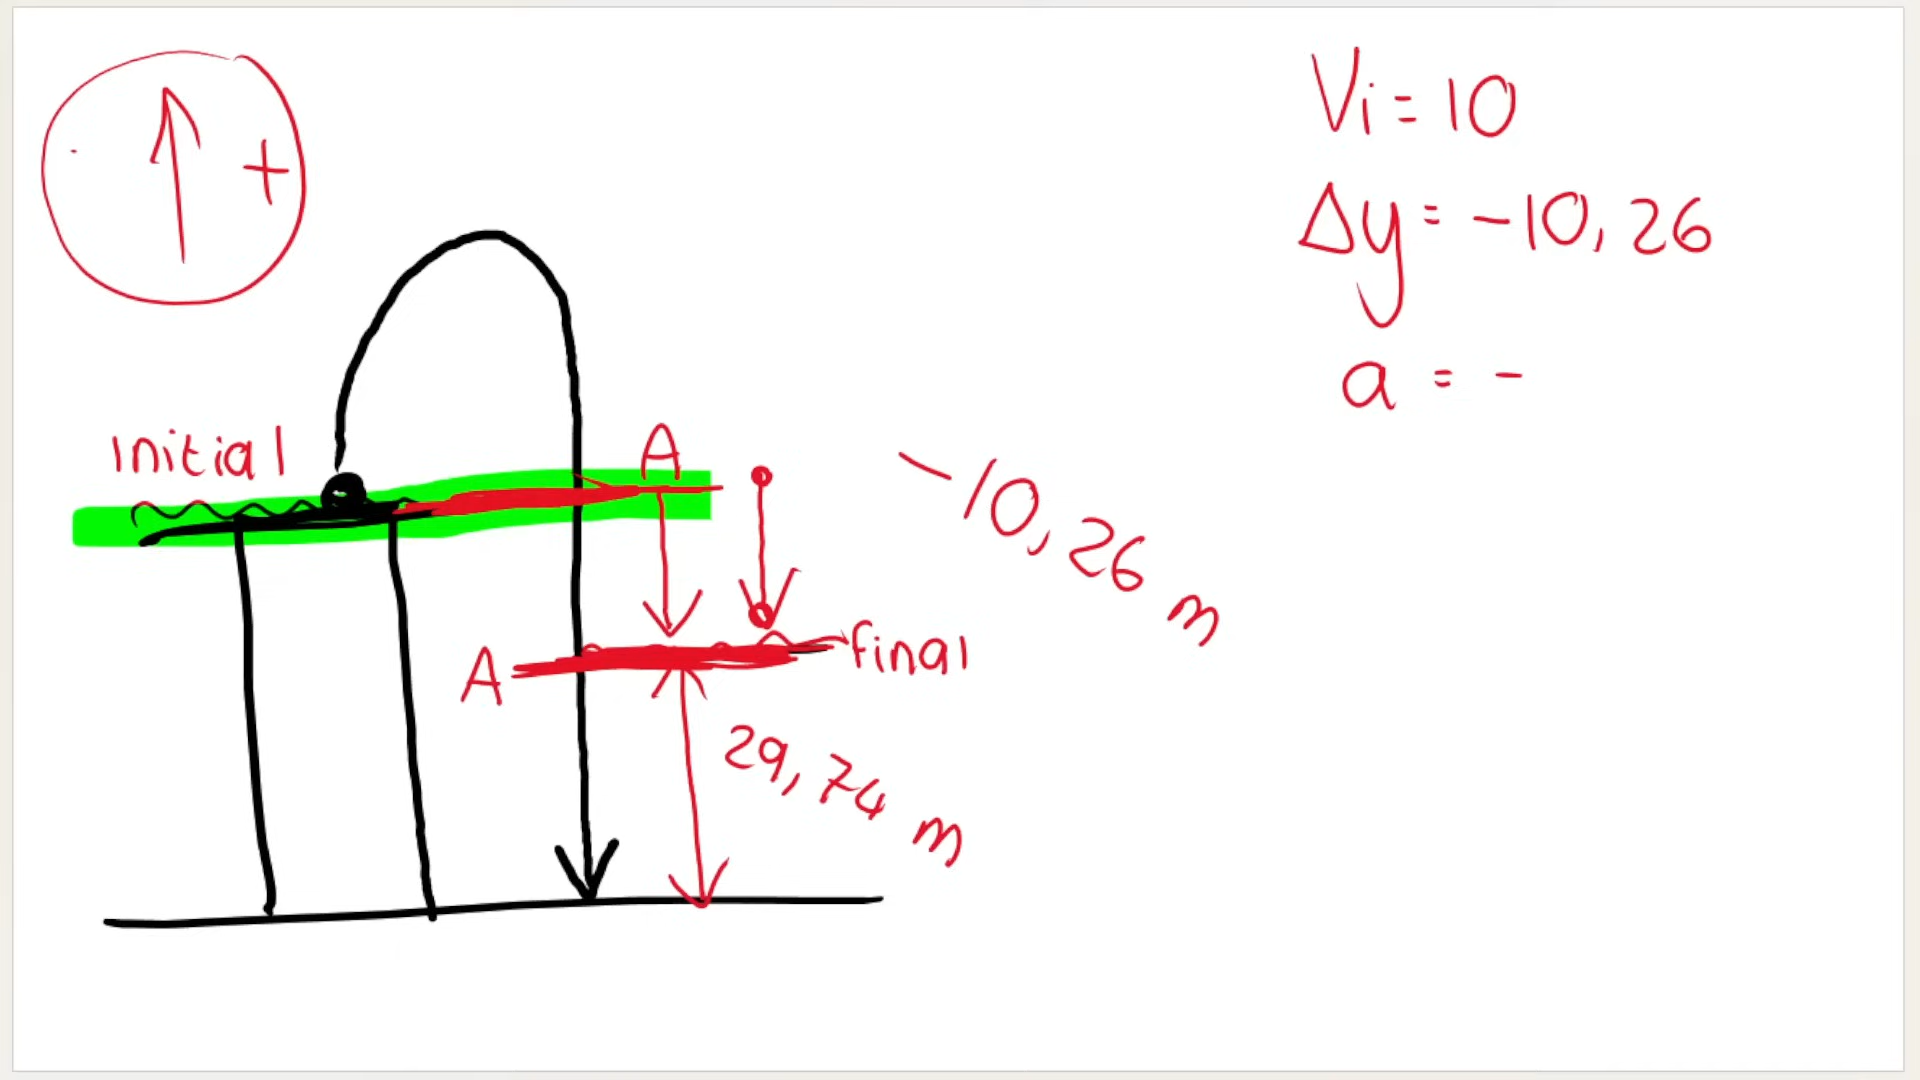 +
Vi = 10
Δy = -10, 26
a = -
Initial
A
-10, 26 m
A
final
29, 74 m